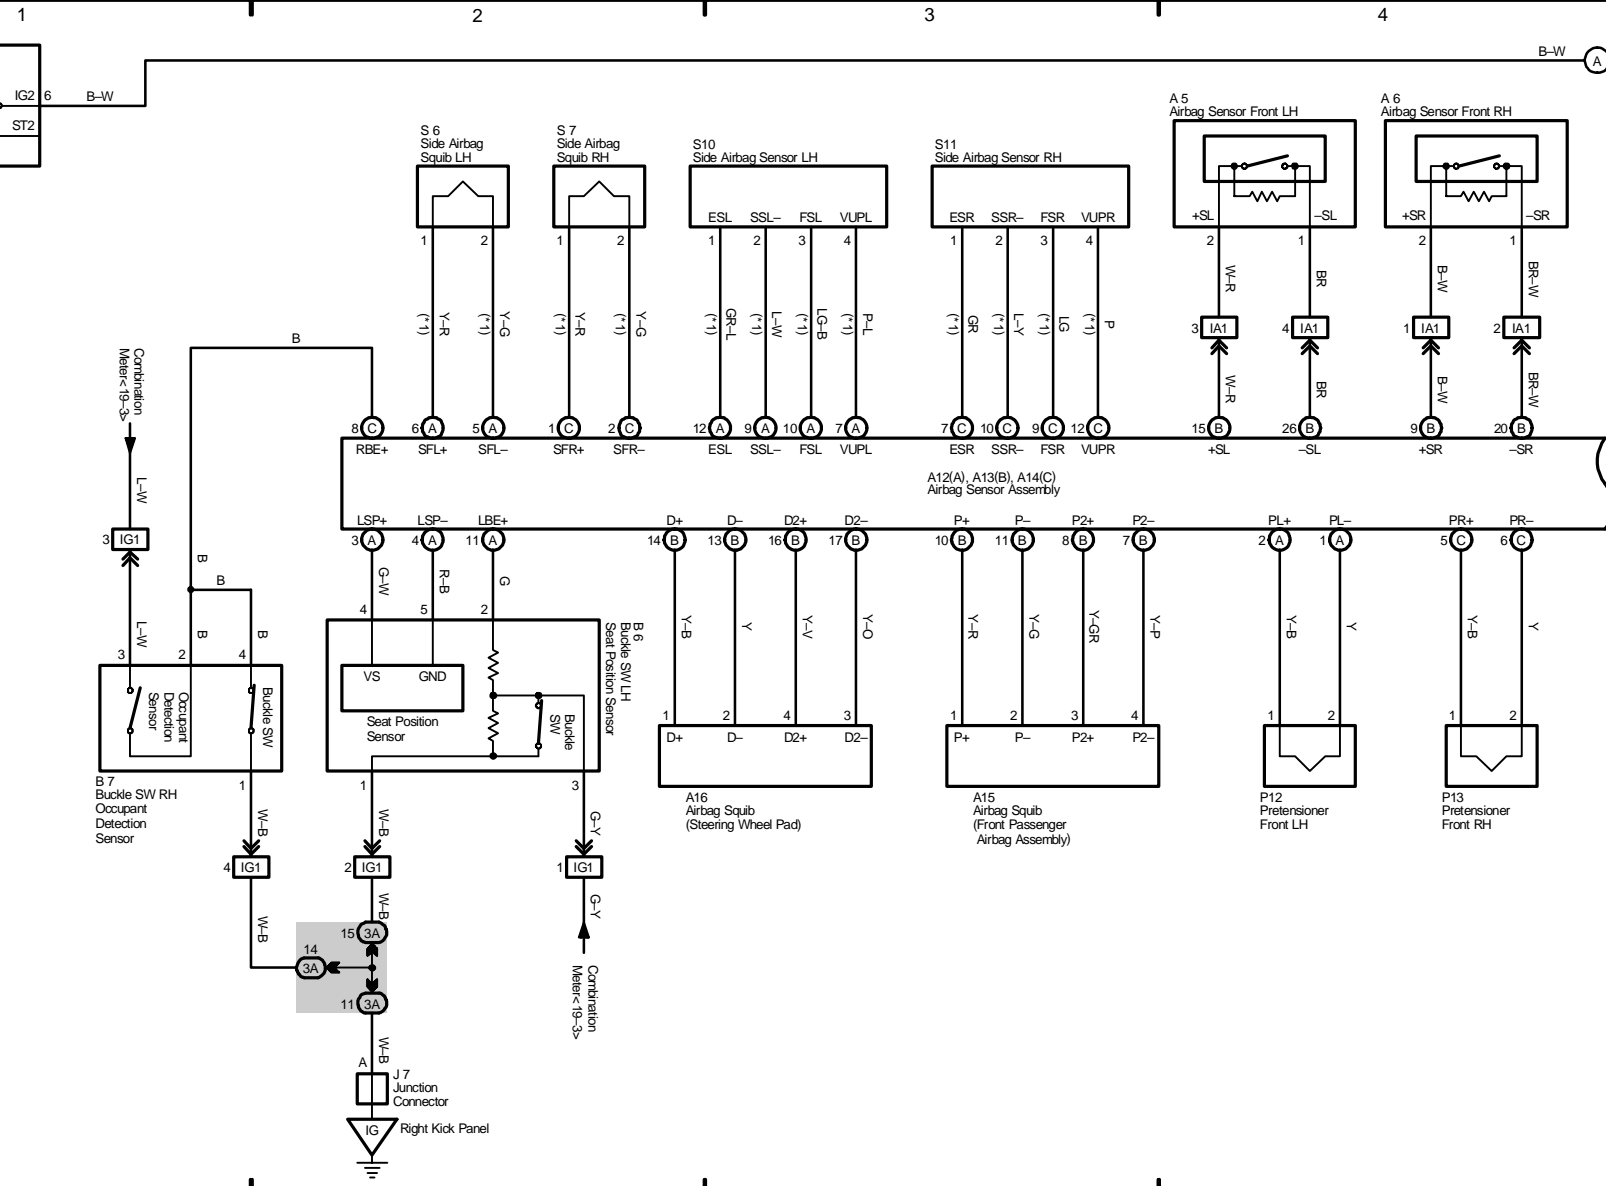 1
2
3
4
B–W
A
IG2 6
B–W
ST2
A 5
Airbag Sensor Front LH
A 6
Airbag Sensor Front RH
S 6
Side Airbag
Squib LH
S 7
Side Airbag
Squib RH
S10
Side Airbag Sensor LH
S11
Side Airbag Sensor RH
ESL SSL– FSL VUPL
ESR SSR– FSR VUPR
+SL –SL
+SR –SR
1 2
1 2
1 2 3 4
1 2 3 4
2 1
2 1
W–R BR B–W BR–W
(*1) Y–R (*1) Y–G
(*1) Y–R (*1) Y–G
(*1) GR–L (*1) L–W (*1) LG–B (*1) P–L
(*1) GR (*1) L–Y (*1) LG (*1) P
3 IA1 4 IA1 1 IA1 2 IA1
W–R BR B–W BR–W
B
Combination
Meter<19–3>
8 C 6 A 5 A 1 C 2 C 12 A 9 A 10 A 7 A 7 C 10 C 9 C 12 C 15 B 26 B 9 B 20 B
RBE+ SFL+ SFL– SFR+ SFR– ESL SSL– FSL VUPL ESR SSR– FSR VUPR +SL –SL +SR –SR
A12(A), A13(B), A14(C)
Airbag Sensor Assembly
L–W
LSP+ LSP– LBE+ D+ D– D2+ D2– P+ P– P2+ P2– PL+ PL– PR+ PR–
3 A 4 A 11 A 14 B 13 B 16 B 17 B 10 B 11 B 8 B 7 B 2 A 1 A 5 C 6 C
3 IG1
B
B
G–W R–B G
L–W B B
Y–B Y Y–V Y–O
Y–R Y–G Y–GR Y–P
Y–B Y
Y–B Y
3 2 4
4 5 2
B 6
Buckle SW LH
Seat Position Sensor
Occupant
Detection
Sensor
Buckle SW
VS GND
Seat Position
Sensor
Buckle
SW
1 2 4 3
D+ D– D2+ D2–
1 2 3 4
P+ P– P2+ P2–
1 2
1 2
B 7
Buckle SW RH
Occupant
Detection
Sensor
1
1
3
A16
Airbag Squib
(Steering Wheel Pad)
A15
Airbag Squib
(Front Passenger
Airbag Assembly)
P12
Pretensioner
Front LH
P13
Pretensioner
Front RH
W–B W–B G–Y
4 IG1 2 IG1 1 IG1
W–B W–B G–Y
15 3A
14
3A
11 3A
Combination
Meter<19–3>
W–B
A
J 7
Junction
Connector
IG
Right Kick Panel